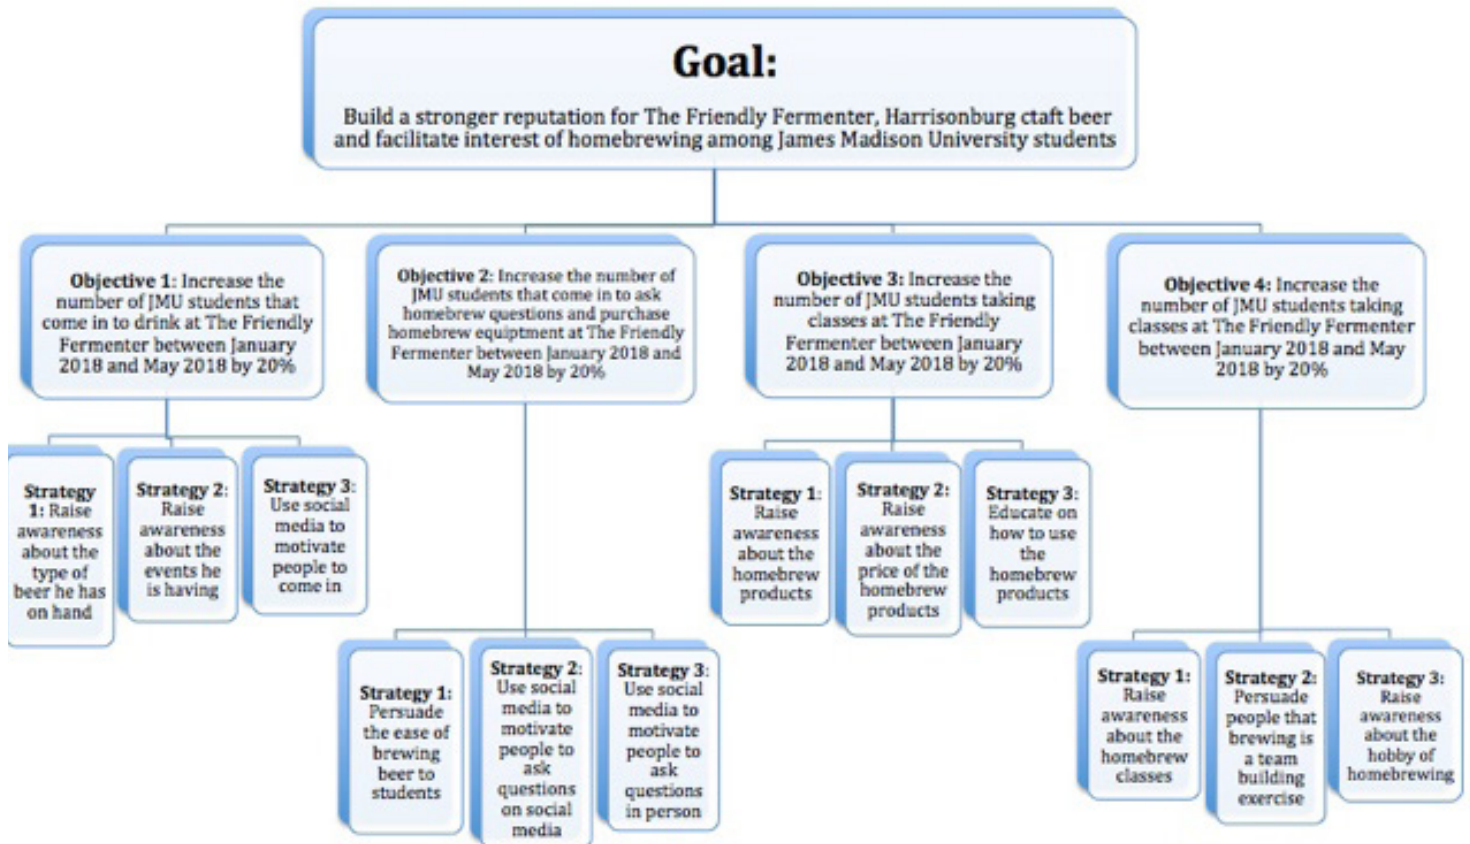 Goal:
Build a stronger reputation for The Friendly Fermenter, Harrisonburg ctaft beer
and facilitate interest of homebrewing among James Madison University students
Objective 1: Increase the
number of JMU students that
come in to drink at The Friendly
Fermenter between January
2018 and May 2018 by 20%
Objective 2: Increase the number of
JMU students that come in to ask
homebrew questions and purchase
homebrew equiptment at The Friendly
Fermenter between January 2018 and
May 2018 by 20%
Objective 3: Increase the
number of JMU students taking
classes at The Friendly
Fermenter between January
2018 and May 2018 by 20%
Objective 4: Increase the
number of JMU students taking
classes at The Friendly Fermenter
between January 2018 and May
2018 by 20%
Strategy
1: Raise
awareness
about the
type of
beer he has
on hand
Strategy 2:
Raise
awareness
about the
events he
is having
Strategy 3:
Use social
media to
motivate
people to
come in
Strategy 1:
Persuade
the ease of
brewing
beer to
students
Strategy 2:
Use social
media to
motivate
people to
ask
questions
on social
media
Strategy 3:
Use social
media to
motivate
people to
ask
questions
in person
Strategy 1:
Raise
awareness
about the
homebrew
products
Strategy 2:
Raise
awareness
about the
price of the
homebrew
products
Strategy 3:
Educate on
how to use
the
homebrew
products
Strategy 1:
Raise
awareness
about the
homebrew
classes
Strategy 2:
Persuade
people that
brewing is
a team
building
exercise
Strategy 3:
Raise
awareness
about the
hobby of
homebrewing